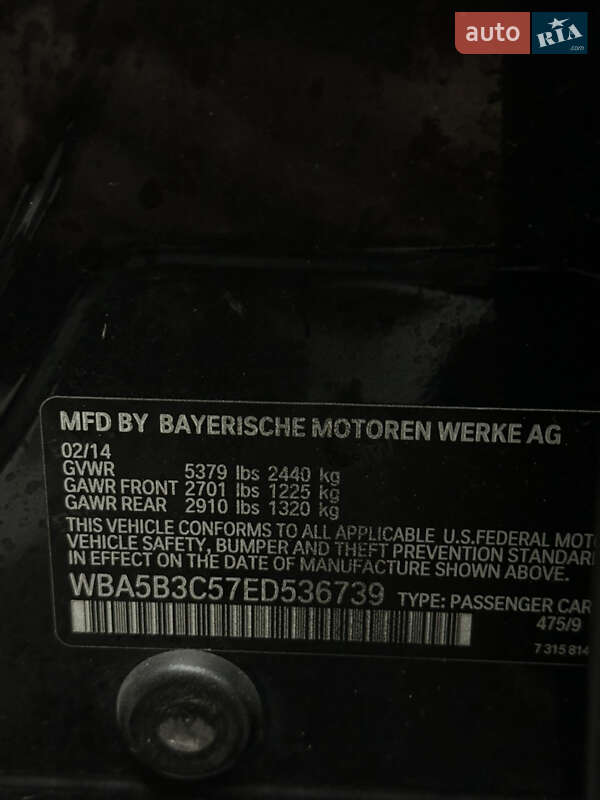 auto RIA
.com
MFD BY BAYERISCHE MOTOREN WERKE AG
02/14
GVWR 5379 lbs 2440 kg
GAWR FRONT 2701 lbs 1225 kg
GAWR REAR 2910 lbs 1320 kg
THIS VEHICLE CONFORMS TO ALL APPLICABLE U.S.FEDERAL MOTO
VEHICLE SAFETY, BUMPER AND THEFT PREVENTION STANDARD
IN EFFECT ON THE DATE OF MANUFACTURE SHOWN ABOVE.
WBA5B3C57ED536739 TYPE: PASSENGER CAR
475/9
7 315 814